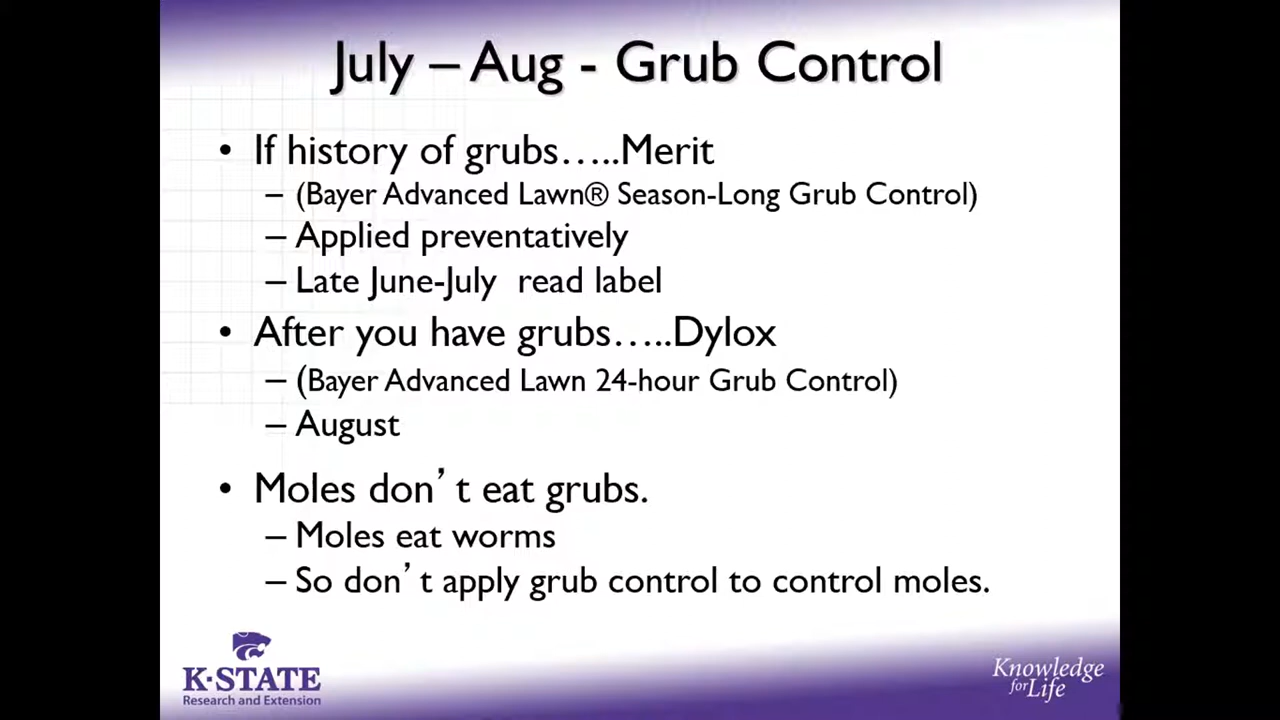 July – Aug - Grub Control
• If history of grubs…..Merit
– (Bayer Advanced Lawn® Season-Long Grub Control)
– Applied preventatively
– Late June-July read label
• After you have grubs…..Dylox
– (Bayer Advanced Lawn 24-hour Grub Control)
– August
• Moles don’t eat grubs.
– Moles eat worms
– So don’t apply grub control to control moles.
K-STATE
Research and Extension
Knowledge
for Life